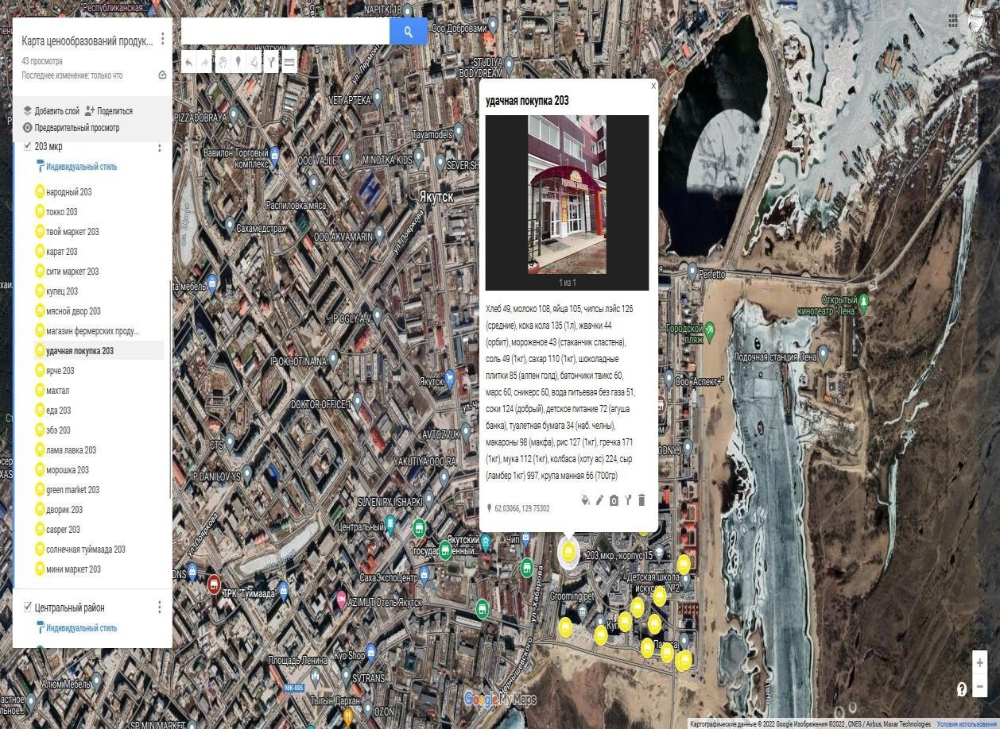 "Республиканская...
Карта ценообразований продук...
43 просмотра
Последнее изменение: только что
Добавить слой
Поделиться
Предварительный просмотр
203 мкр
Индивидуальный стиль
народный 203
токко 203
твой маркет 203
карат 203
сити маркет 203
купец 203
мясной двор 203
магазин фермерских проду...
удачная покупка 203
ярче 203
махтал
еда 203
эбэ 203
лама лавка 203
морошка 203
green market 203
дворик 203
casper 203
солнечная туймаада 203
мини маркет 203
Центральный район
Индивидуальный стиль
удачная покупка 203
1 из 1
Хлеб 49, молоко 108, яйца 105, чипсы лэйс 126
(средние), кока кола 135 (1л), жвачки 44
(орбит), мороженое 43 (стаканчик сластена),
соль 49 (1кг), сахар 110 (1кг), шоколадные
плитки 85 (алпен голд), батончики твикс 60,
марс 60, сникерс 60, вода питьевая без газа 51,
соки 124 (добрый), детское питание 72 (агуша
банка), туалетная бумага 34 (наб. челны),
макароны 98 (макфа), рис 127 (1кг), гречка 171
(1кг), мука 112 (1кг), колбаса (хоту ас) 224, сыр
(ламбер 1кг) 997, крупа манная 66 (700гр)
62.03066, 129.75302
NAPITKI 18
Ооо Добровами
STUDIYA
BODYDREAM
Якутский
ул. Лермон
VET APTEKA
PIZZADOBRAYA
Tayamodels
Вавилон Торговый
комплекс
OOO VAJLET
MINOTKA KIDS
SEVER SH
Якутск
Распиловка мяса
Сахамедстрах
OOO AKVAMARIN
ул. Пояркова
ta мебель
IP OGLY A.V
IP OKHOTINA NA
Якутск
DOKTOR-OFFICE-1
AVTOZVUK
CTS
YAKUTIYA OOO RA
IP DANILOV YS
SUVENIRY I SHAPKI
Центральный
Якутский
государственный...
Чип
ул. Пояркова
СахаЭкспоЦентр
ТРК "Туймаада"
AZIMUT Отель Якутск
ул. Хабарова
203 мкр., корпус 15
Детская школа
искусств №2
Grooming.pet
Куп
Чернышевского
Kyo Shop
Площадь Ленина
98K-005
SVTRANS
Алюм Мебель
Тыгын Дархан
OZON
SP MINIMARKET
Perfetto
Открытый
кинотеатр "Лена"
Городской
пляж
Лодочная станция Лена
Ооо "Аспект+"
ODNYJ
Google My Maps
Картографические данные © 2022 Google Изображения ©2022 , CNES / Airbus, Maxar Technologies
Условия использования